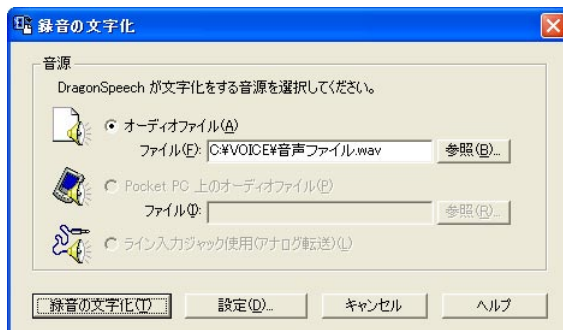 録音の文字化
音源
DragonSpeech が文字化をする音源を選択してください。
オーディオファイル(A)
ファイル(F): C:¥VOICE¥音声ファイル.wav 参照(B)...
Pocket PC 上のオーディオファイル(P)
ファイル(I): 参照(R)...
ライン入力ジャック使用(アナログ転送)(L)
録音の文字化(T) 設定(D)... キャンセル ヘルプ